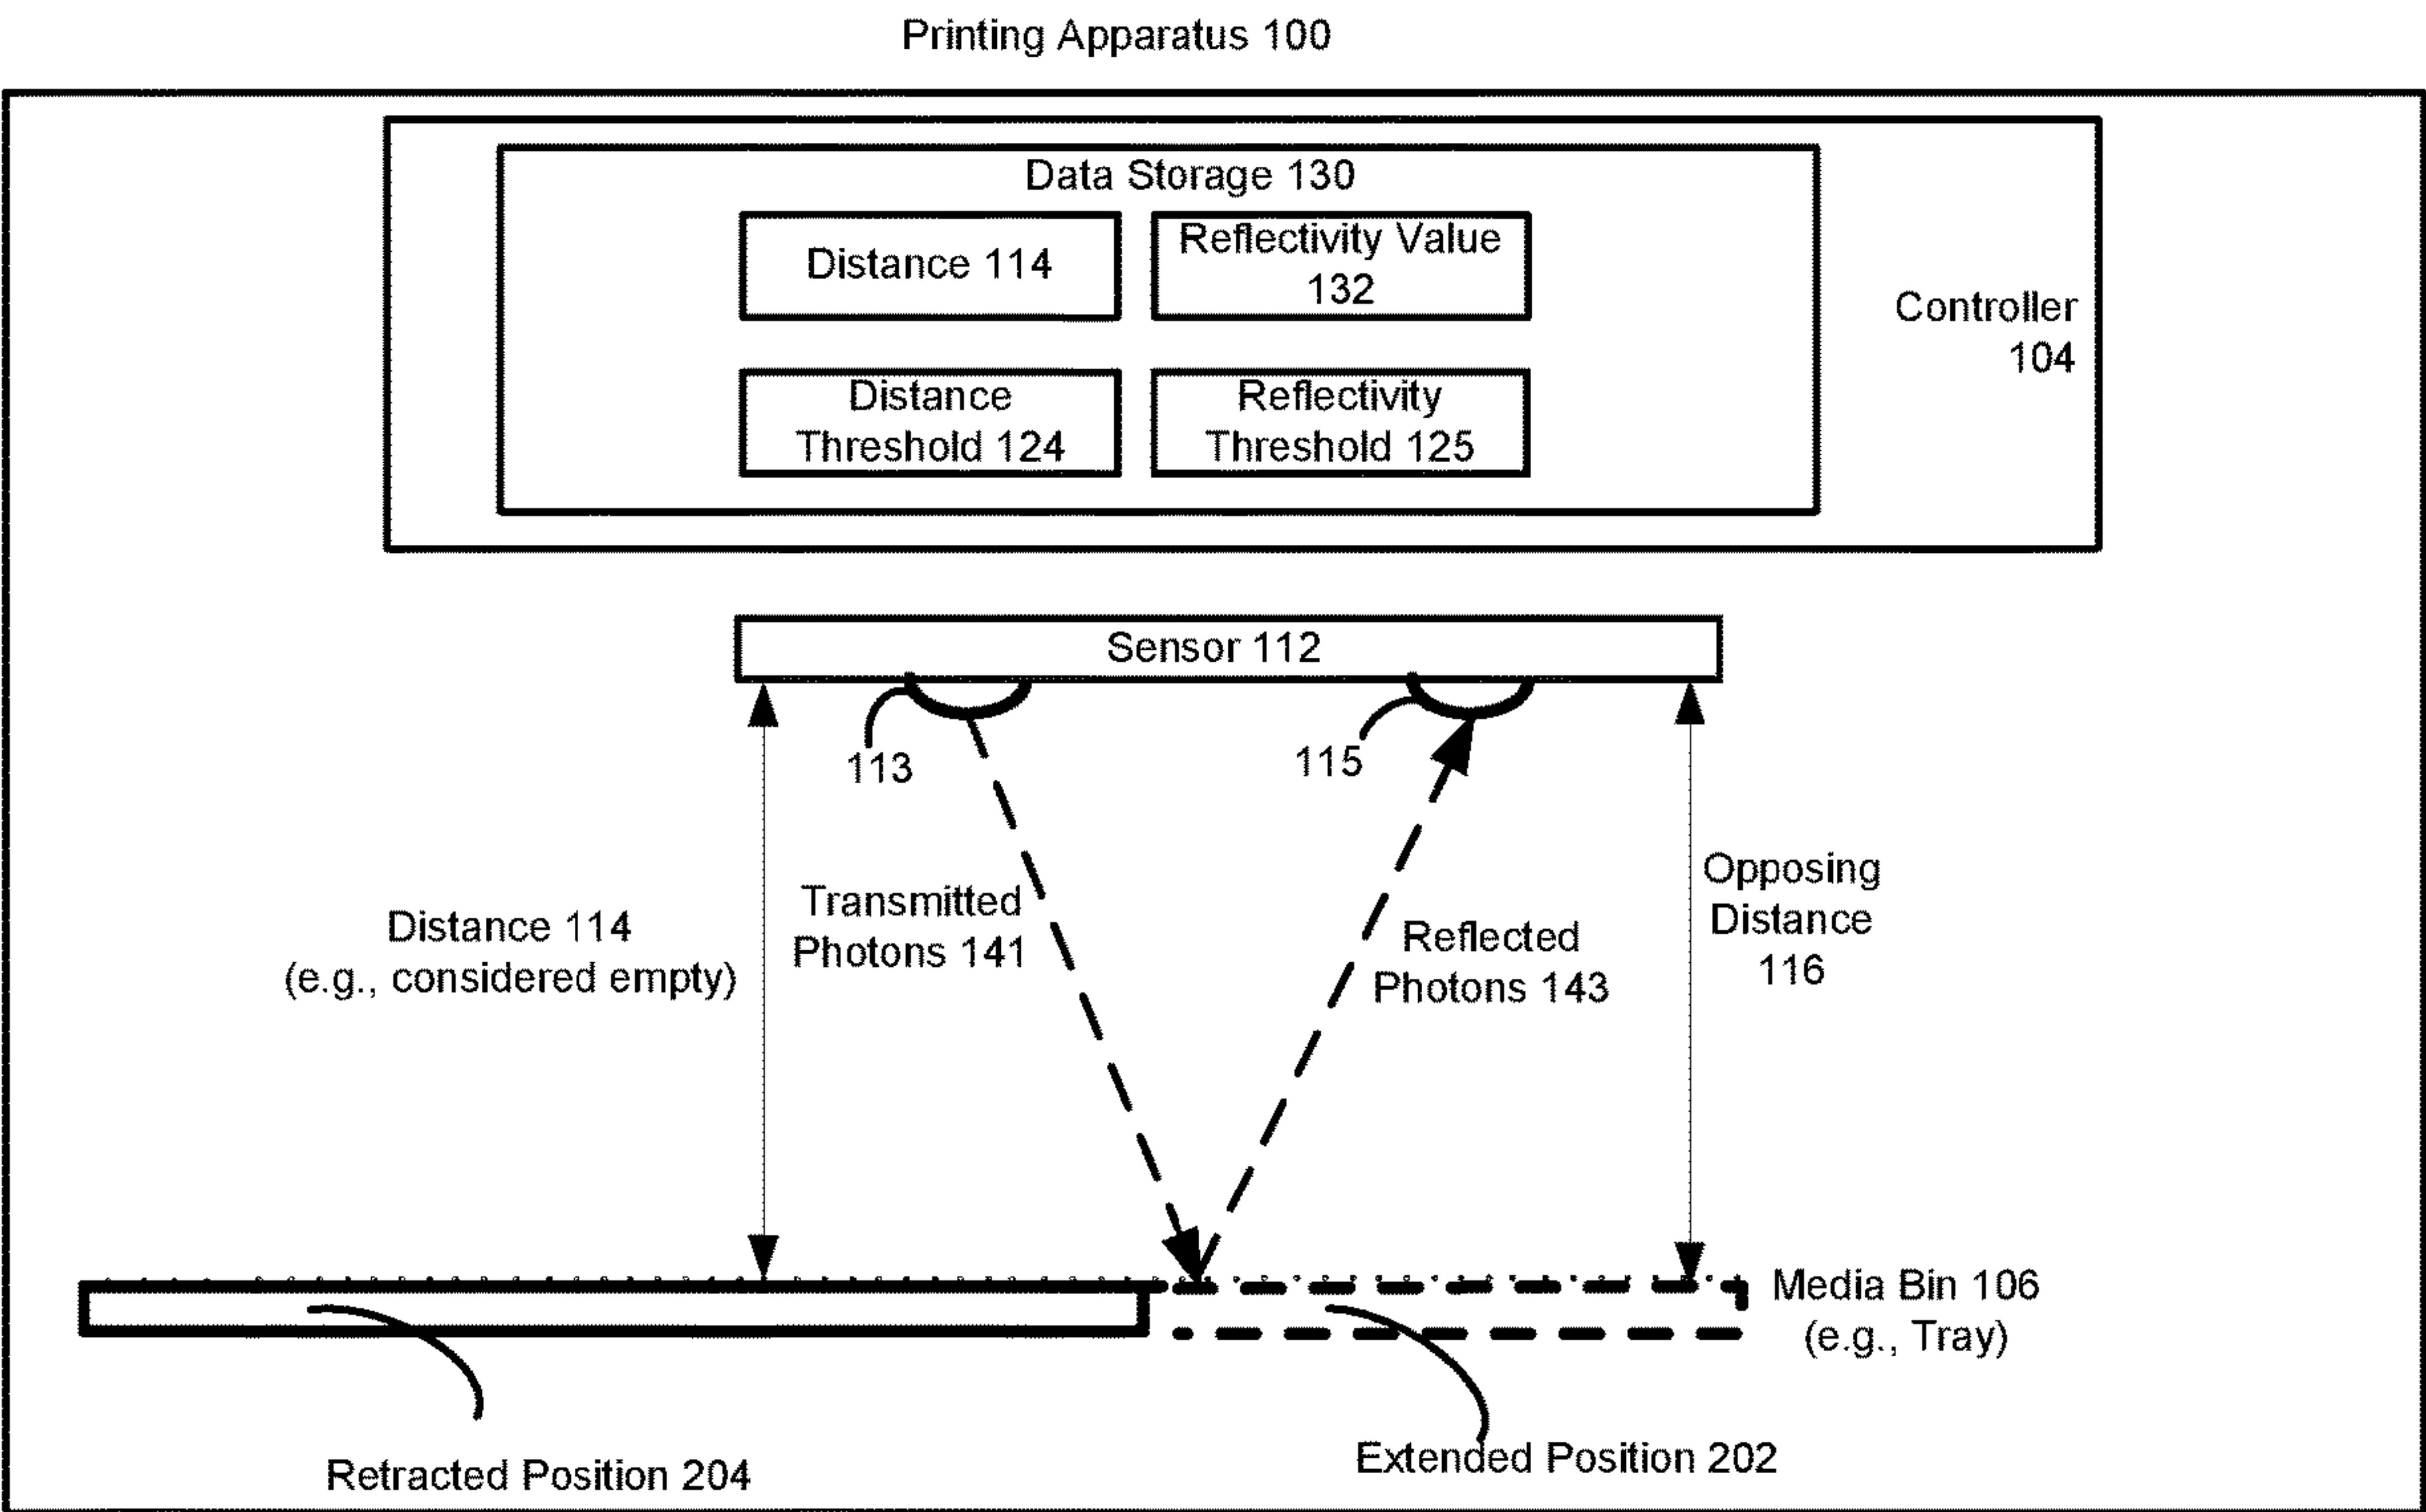 Printing Apparatus 100
Data Storage 130
Distance 114
Reflectivity Value
132
Distance
Threshold 124
Reflectivity
Threshold 125
Controller
104
Sensor 112
113
115
Distance 114
(e.g., considered empty)
Transmitted
Photons 141
Reflected
Photons 143
Opposing
Distance
116
Media Bin 106
(e.g., Tray)
Retracted Position 204
Extended Position 202